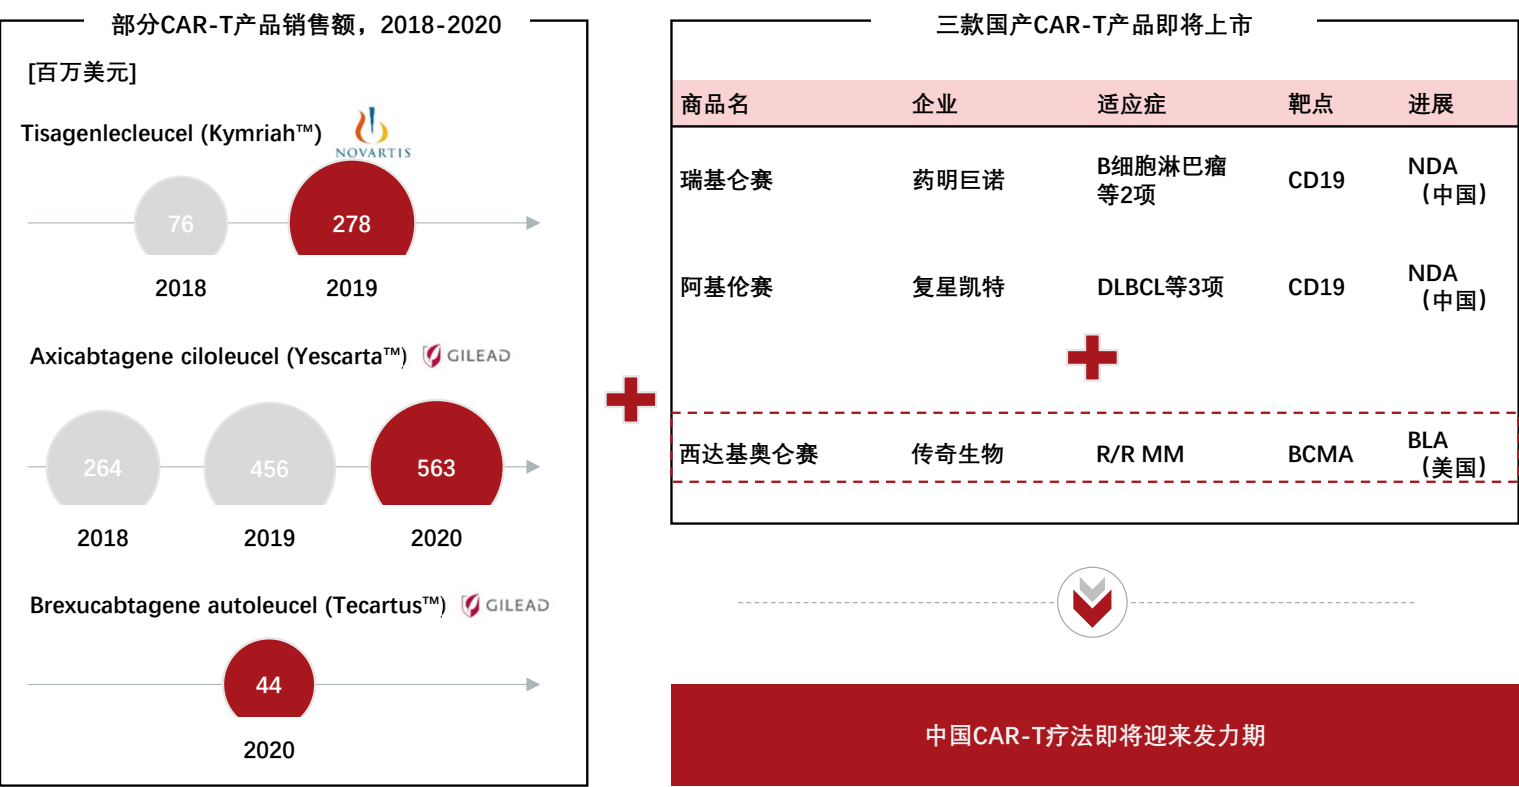 部分CAR-T产品销售额，2018-2020
[百万美元]
Tisagenlecleucel (Kymriah™)
NOVARTIS
76
278
2018
2019
Axicabtagene ciloleucel (Yescarta™)
GILEAD
264
456
563
2018
2019
2020
Brexucabtagene autoleucel (Tecartus™)
GILEAD
44
2020
三款国产CAR-T产品即将上市
商品名 企业 适应症 靶点 进展
瑞基仑赛 药明巨诺 B细胞淋巴瘤 CD19 NDA
等2项 （中国）
阿基伦赛 复星凯特 DLBCL等3项 CD19 NDA
（中国）
西达基奥仑赛 传奇生物 R/R MM BCMA BLA
（美国）
中国CAR-T疗法即将迎来发力期